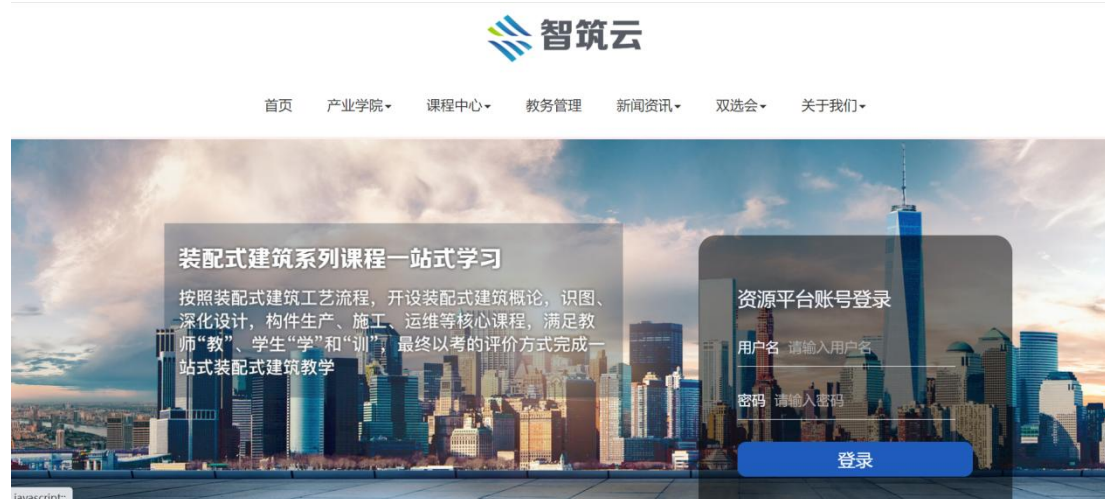 智筑云
首页 产业学院 课程中心 教务管理 新闻资讯 双选会 关于我们
装配式建筑系列课程一站式学习
按照装配式建筑工艺流程，开设装配式建筑概论，识图、
深化设计，构件生产、施工、运维等核心课程，满足教
师“教”、学生“学”和“训”，最终以考的评价方式完成一
站式装配式建筑教学
资源平台账号登录
用户名 请输入用户名
密码 请输入密码
登录
javascript:;